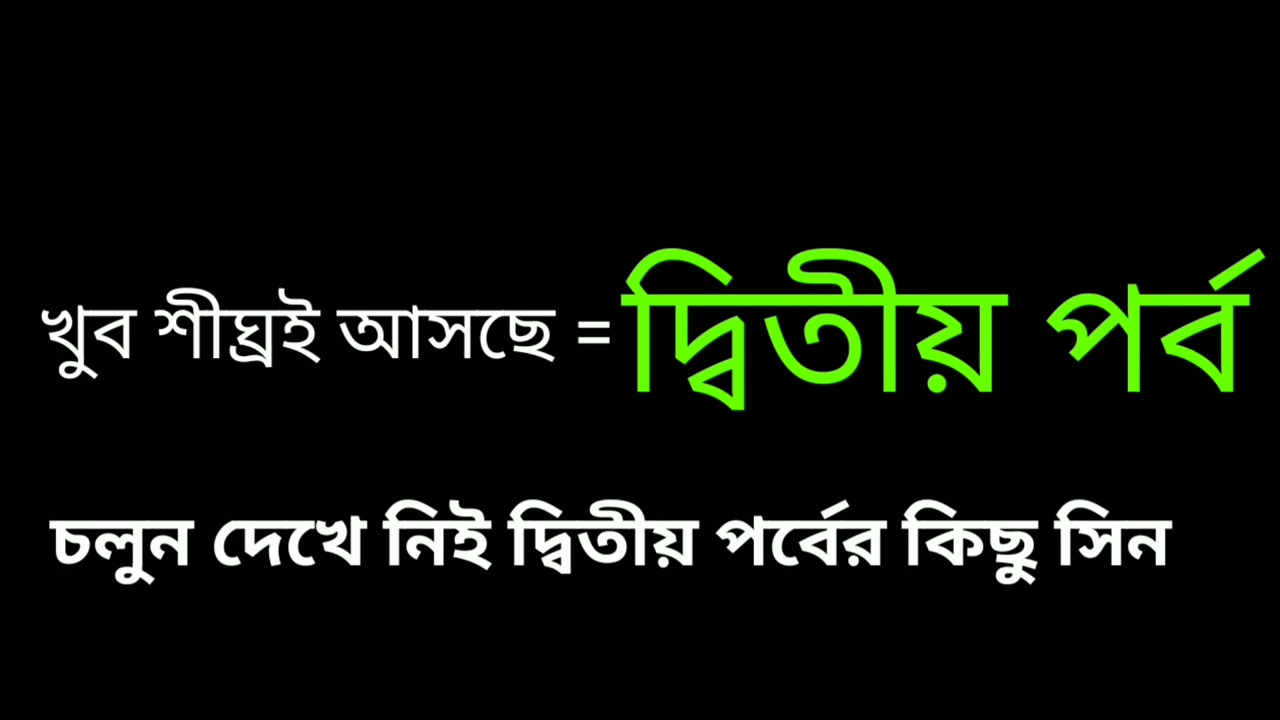 খুব শীঘ্রই আসছে = দ্বিতীয় পর্ব
চলুন দেখে নিই দ্বিতীয় পর্বের কিছু সিন